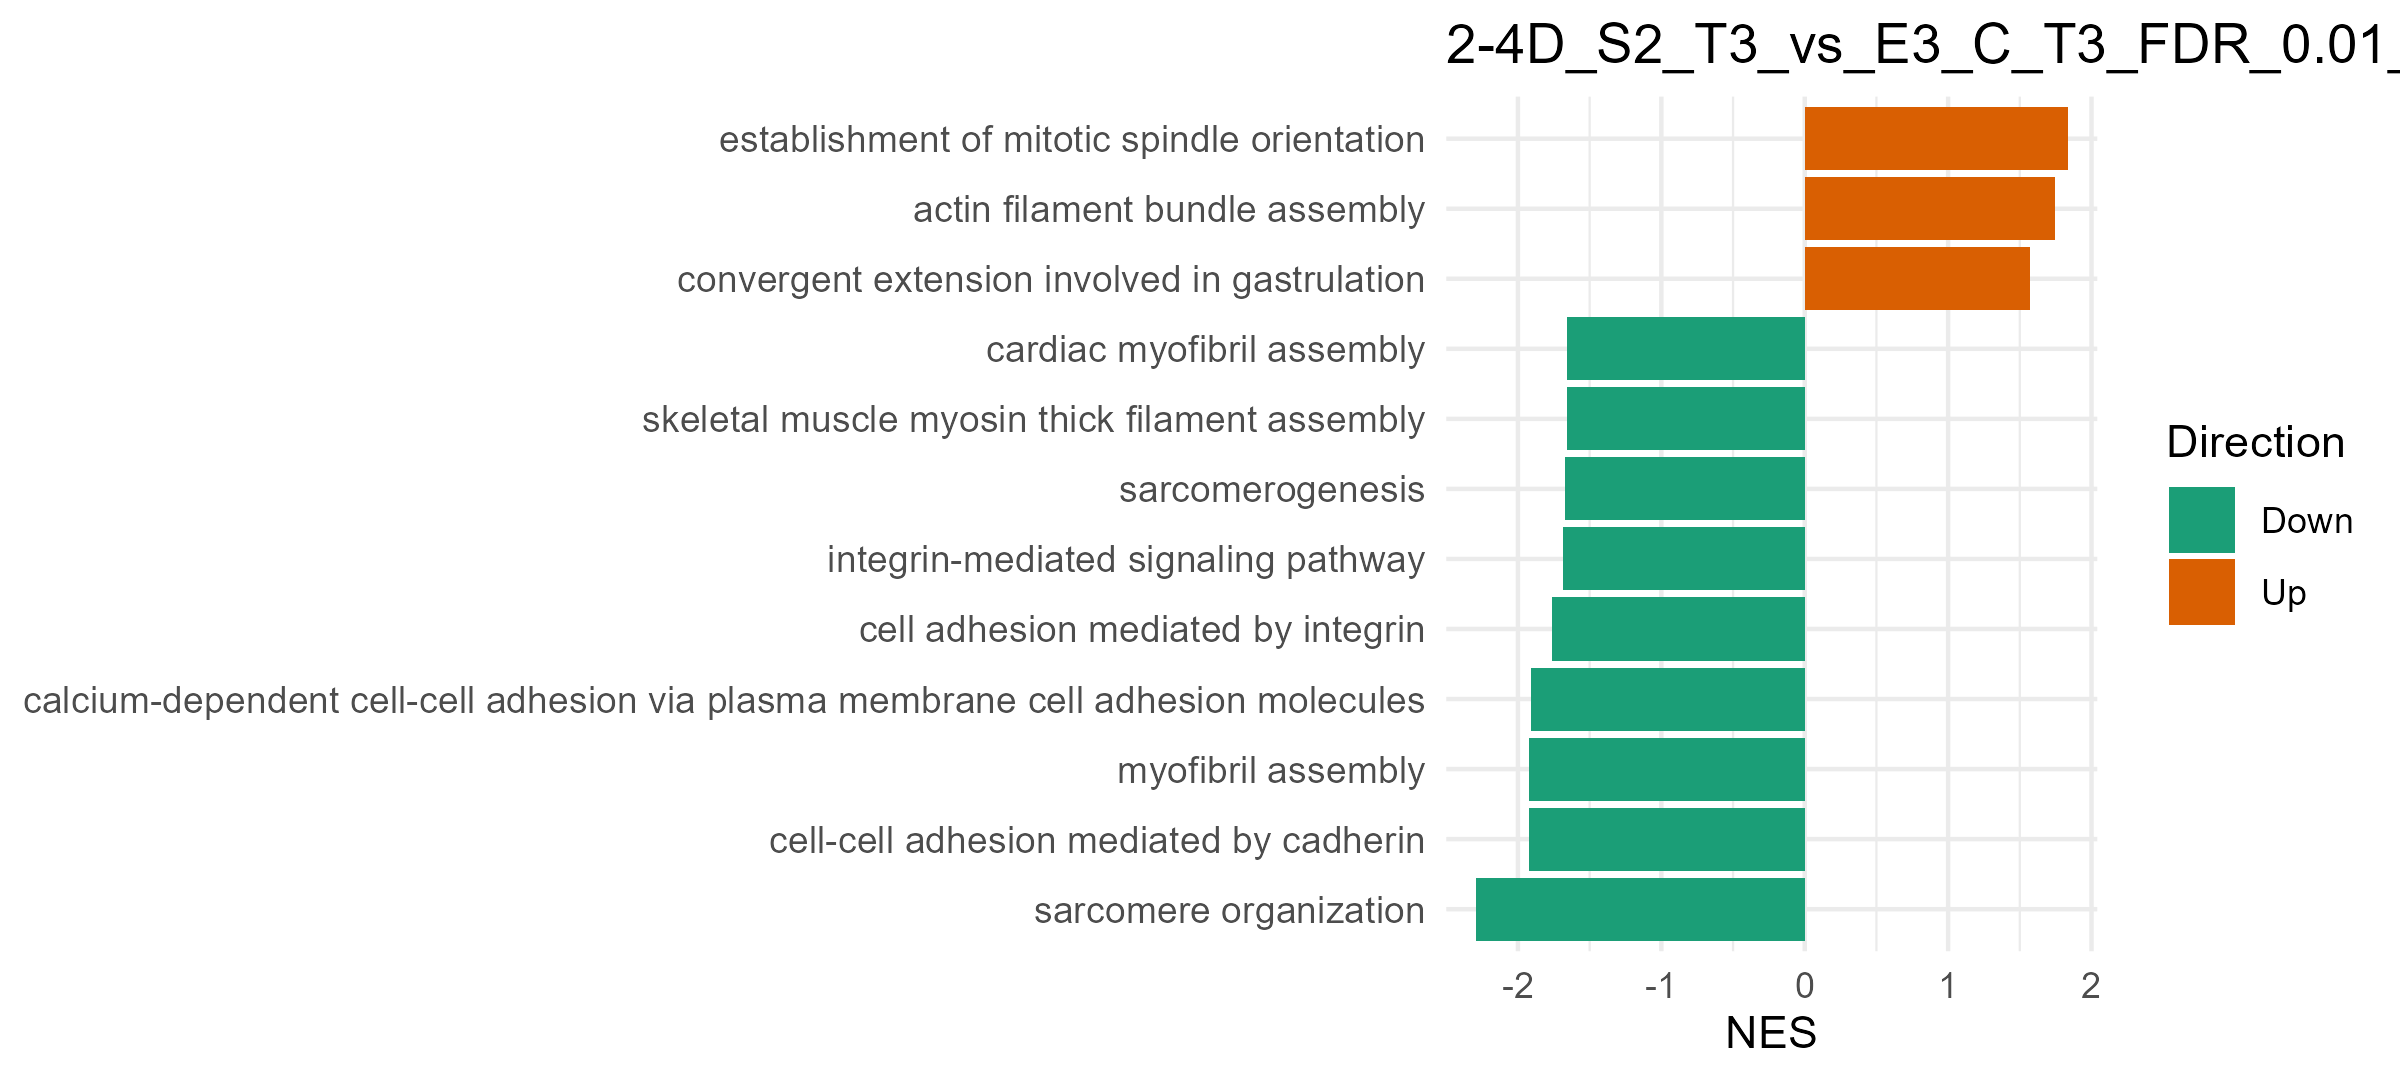 2-4D_S2_T3_vs_E3_C_T3_FDR_0.01_
establishment of mitotic spindle orientation
actin filament bundle assembly
convergent extension involved in gastrulation
cardiac myofibril assembly
skeletal muscle myosin thick filament assembly
sarcomerogenesis
integrin-mediated signaling pathway
cell adhesion mediated by integrin
calcium-dependent cell-cell adhesion via plasma membrane cell adhesion molecules
myofibril assembly
cell-cell adhesion mediated by cadherin
sarcomere organization
-2 -1 0 1 2
NES
Direction
Down
Up